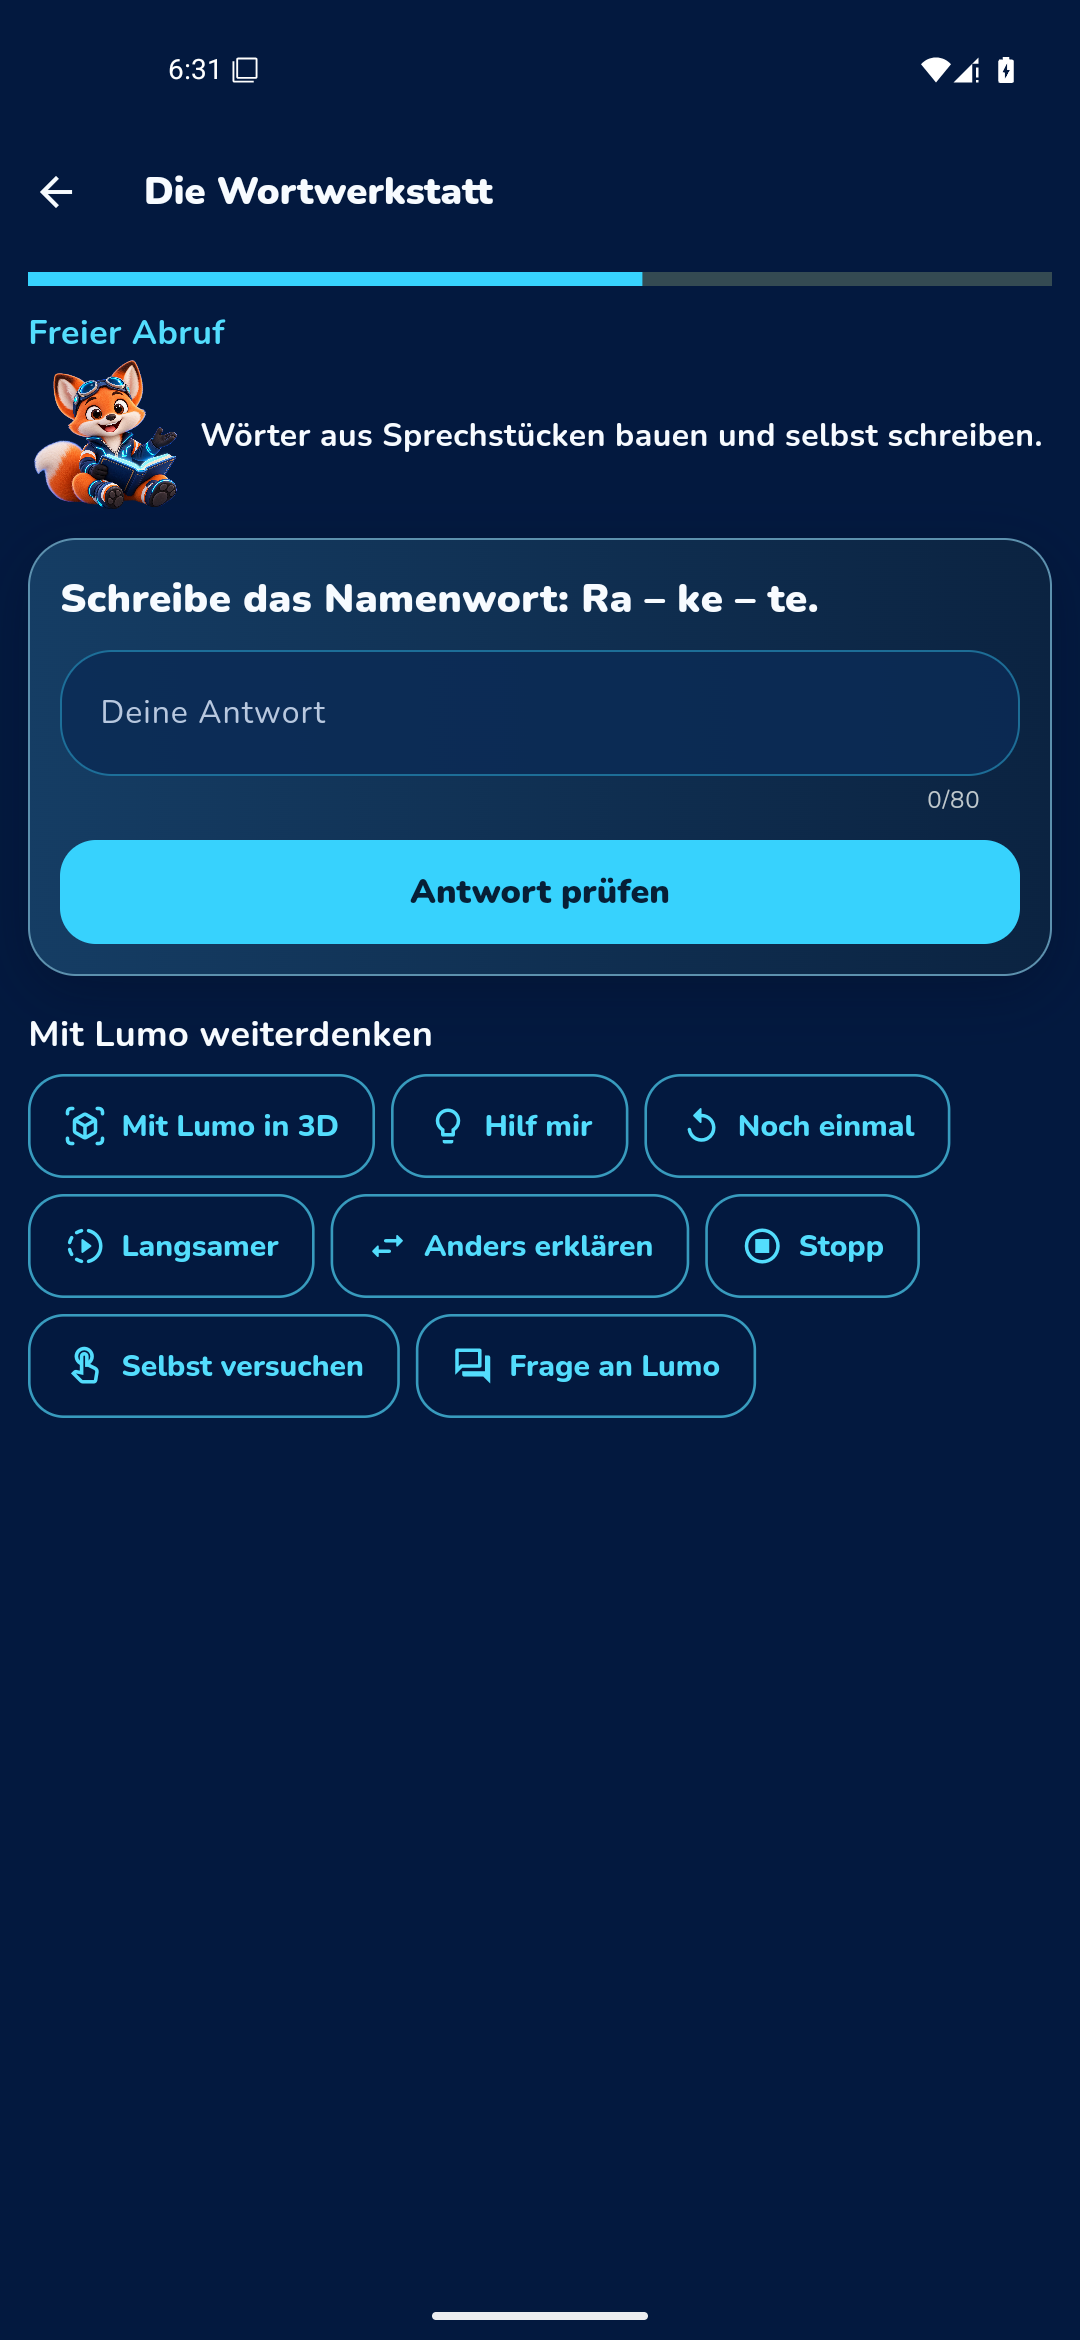 6:31
Die Wortwerkstatt
Freier Abruf
Wörter aus Sprechstücken bauen und selbst schreiben.
Schreibe das Namenwort: Ra – ke – te.
Deine Antwort
0/80
Antwort prüfen
Mit Lumo weiterdenken
Mit Lumo in 3D
Hilf mir
Noch einmal
Langsamer
Anders erklären
Stopp
Selbst versuchen
Frage an Lumo